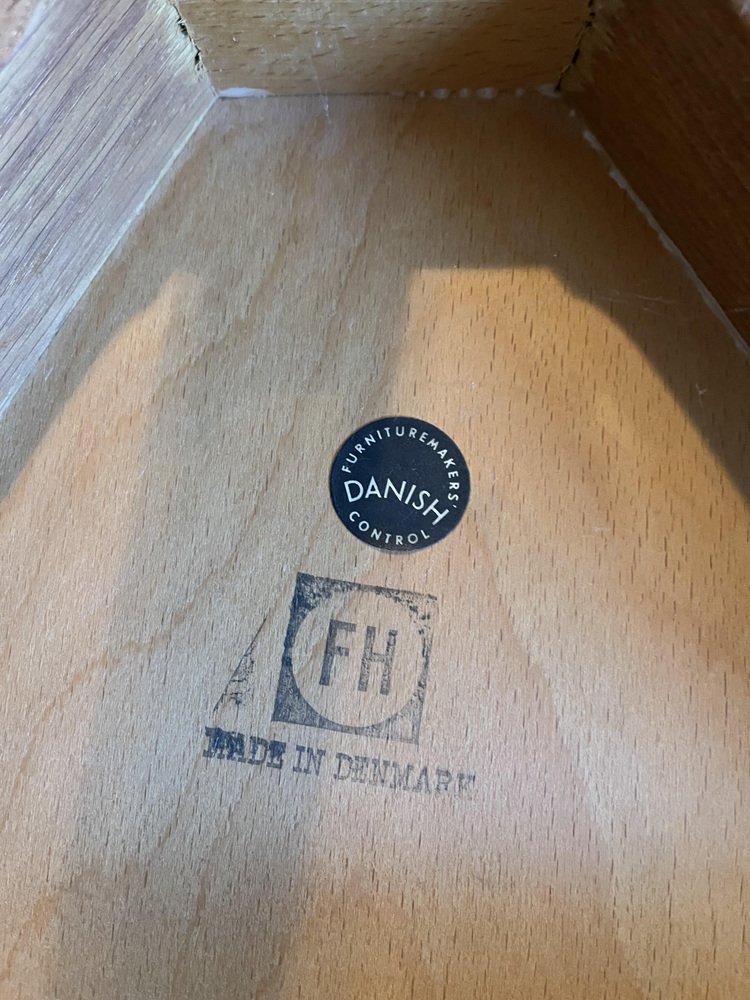 FURNITUREMAKERS'
DANISH
CONTROL
FH
MADE IN DENMARK